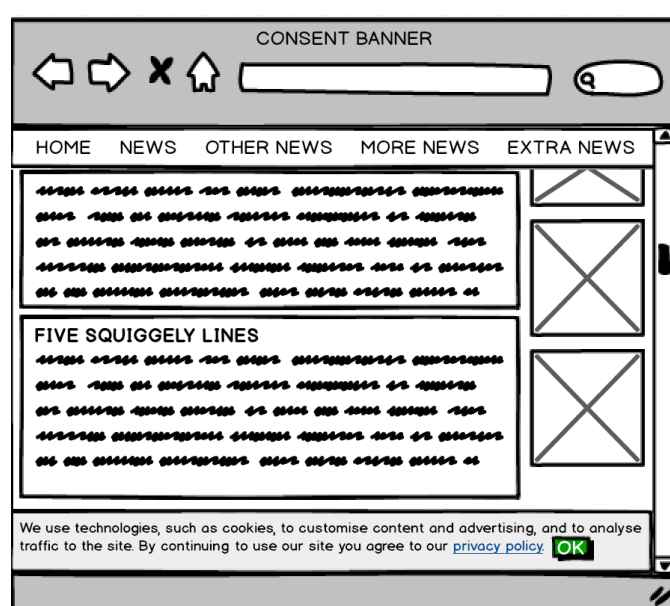 CONSENT BANNER
HOME NEWS OTHER NEWS MORE NEWS EXTRA NEWS
FIVE SQUIGGELY LINES
We use technologies, such as cookies, to customise content and advertising, and to analyse
traffic to the site. By continuing to use our site you agree to our privacy policy. OK